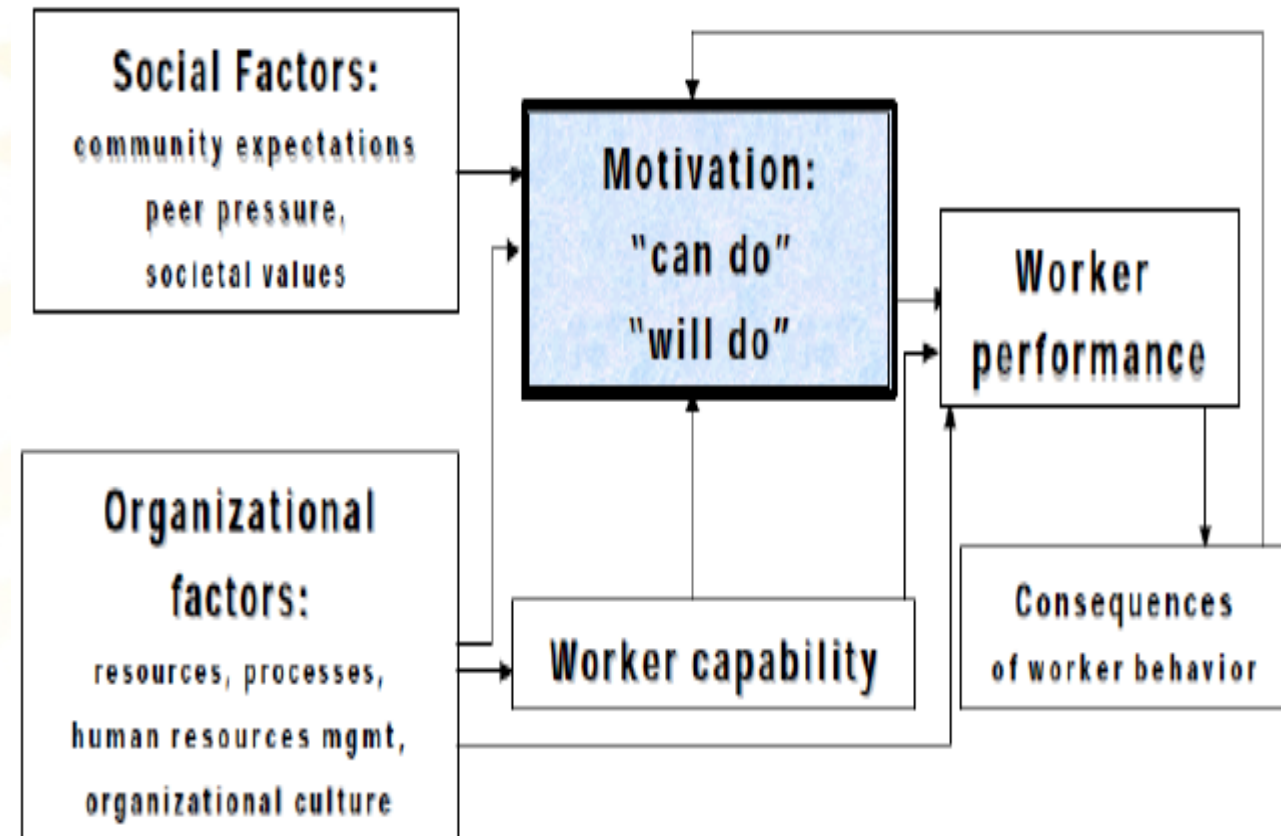 Social Factors:
community expectations
peer pressure,
societal values
Motivation:
"can do"
"will do"
Worker
performance
Organizational
factors:
resources, processes,
human resources mgmt,
organizational culture
Worker capability
Consequences
of worker behavior